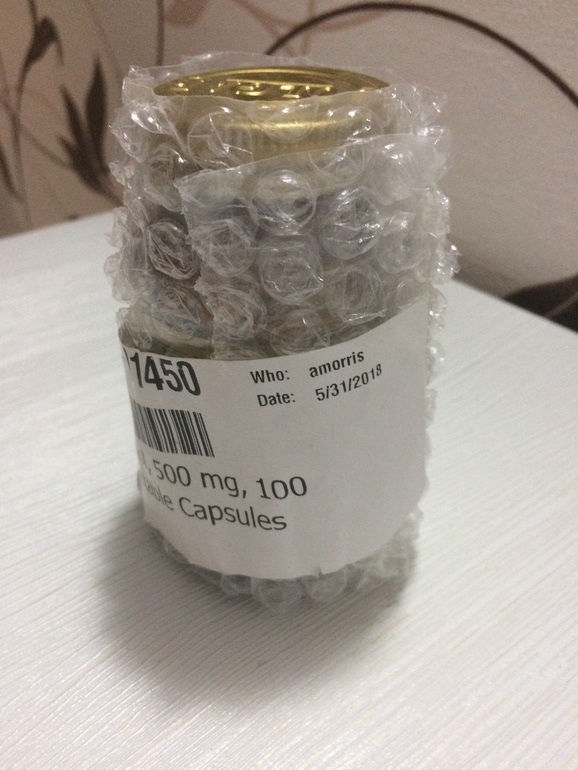 1450
Who: amorris
Date: 5/31/2018
, 500 mg, 100
Capsules